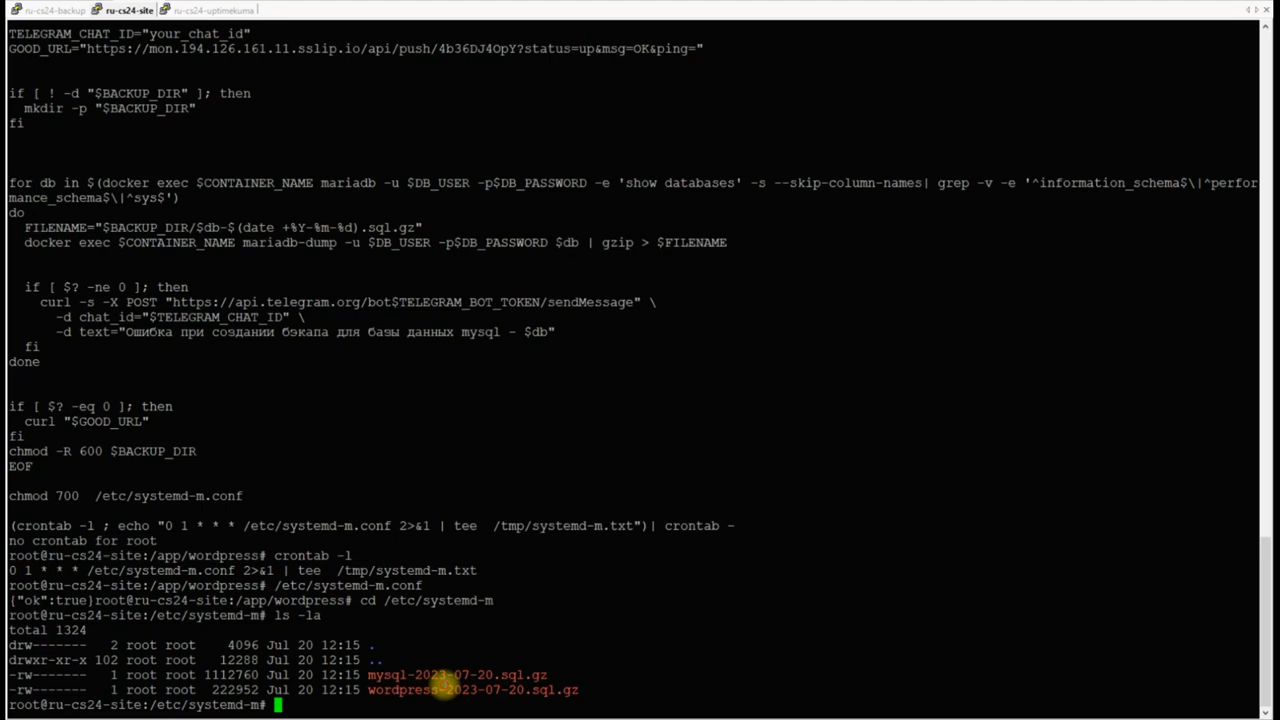 ru-cs24-backup ru-cs24-site ru-cs24-uptimekuma
TELEGRAM_CHAT_ID="your_chat_id"
GOOD_URL="https://mon.194.126.161.11.sslip.io/api/push/4b36DJ4OpY?status=up&msg=OK&ping="
if [ ! -d "$BACKUP_DIR" ]; then
mkdir -p "$BACKUP_DIR"
fi
for db in $(docker exec $CONTAINER_NAME mariadb -u $DB_USER -p$DB_PASSWORD -e 'show databases' -s --skip-column-names| grep -v -e '^information_schema$\|^perfor
mance_schema$\|^sys$')
do
FILENAME="$BACKUP_DIR/$db-$(date +%Y-%m-%d).sql.gz"
docker exec $CONTAINER_NAME mariadb-dump -u $DB_USER -p$DB_PASSWORD $db | gzip > $FILENAME
if [ $? -ne 0 ]; then
curl -s -X POST "https://api.telegram.org/bot$TELEGRAM_BOT_TOKEN/sendMessage" \
-d chat_id="$TELEGRAM_CHAT_ID" \
-d text="Ошибка при создании бэкапа для базы данных mysql - $db"
fi
done
if [ $? -eq 0 ]; then
curl "$GOOD_URL"
fi
chmod -R 600 $BACKUP_DIR
EOF
chmod 700  /etc/systemd-m.conf
(crontab -l ; echo "0 1 * * * /etc/systemd-m.conf 2>&1 | tee  /tmp/systemd-m.txt")| crontab -
no crontab for root
root@ru-cs24-site:/app/wordpress# crontab -l
0 1 * * * /etc/systemd-m.conf 2>&1 | tee  /tmp/systemd-m.txt
root@ru-cs24-site:/app/wordpress# /etc/systemd-m.conf
{"ok":true}root@ru-cs24-site:/app/wordpress# cd /etc/systemd-m
root@ru-cs24-site:/etc/systemd-m# ls -la
total 1324
drw------- 2 root root 4096 Jul 20 12:15 .
drwxr-xr-x 102 root root 12288 Jul 20 12:15 ..
-rw------- 1 root root 1112760 Jul 20 12:15 mysql-2023-07-20.sql.gz
-rw------- 1 root root 222952 Jul 20 12:15 wordpress-2023-07-20.sql.gz
root@ru-cs24-site:/etc/systemd-m#